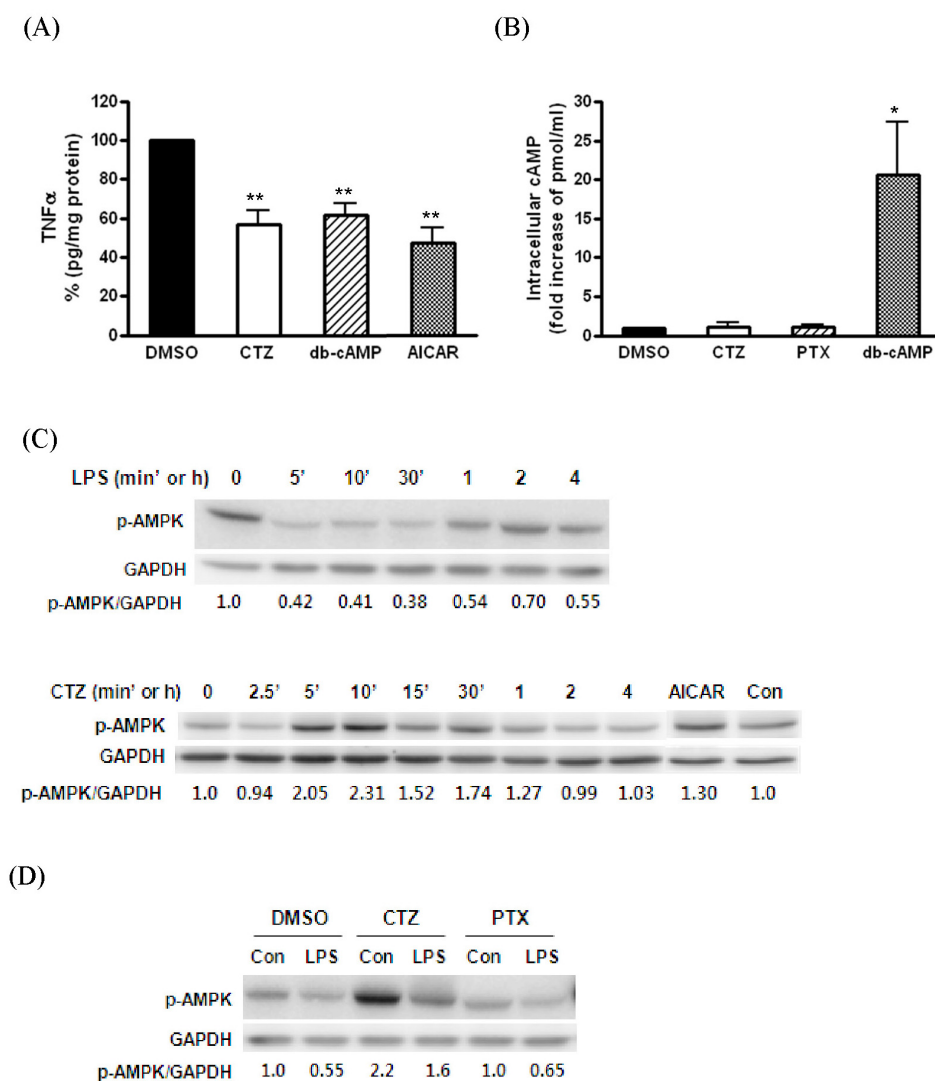 (A)
(B)
TNFα
% (pg/mg protein)
120
100
80
60
40
20
0
**
**
**
DMSO CTZ db-cAMP AICAR
Intracellular cAMP
(fold increase of pmol/ml)
30
25
20
15
10
5
0
*
DMSO CTZ PTX db-cAMP
(C)
LPS (min' or h) 0 5' 10' 30' 1 2 4
p-AMPK
GAPDH
p-AMPK/GAPDH 1.0 0.42 0.41 0.38 0.54 0.70 0.55
CTZ (min' or h) 0 2.5' 5' 10' 15' 30' 1 2 4 AICAR Con
p-AMPK
GAPDH
p-AMPK/GAPDH 1.0 0.94 2.05 2.31 1.52 1.74 1.27 0.99 1.03 1.30 1.0
(D)
DMSO CTZ PTX
Con LPS Con LPS Con LPS
p-AMPK
GAPDH
p-AMPK/GAPDH 1.0 0.55 2.2 1.6 1.0 0.65